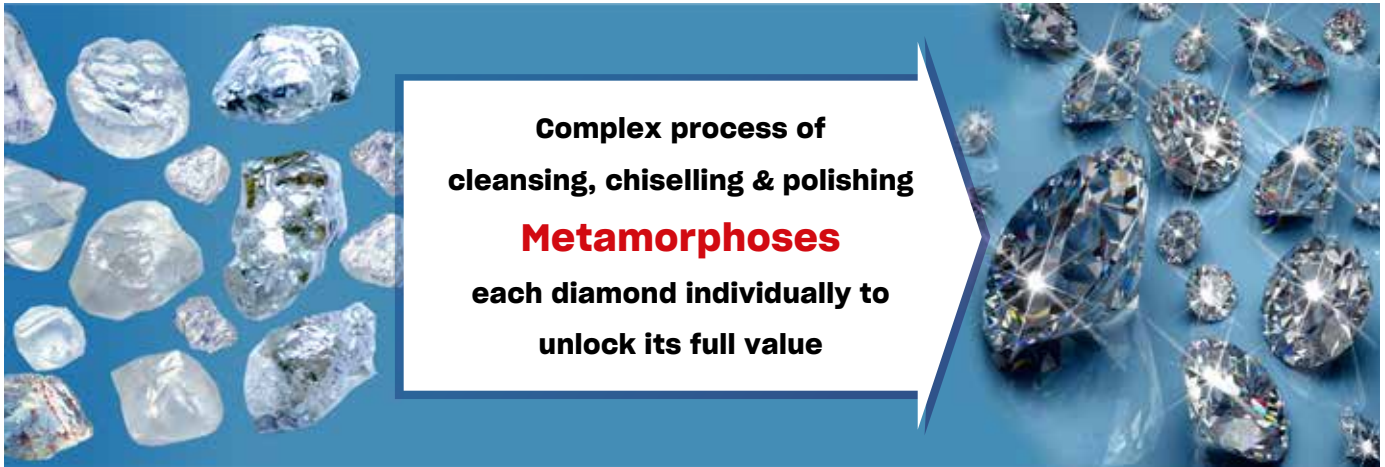 Complex process of
cleansing, chiselling & polishing
Metamorphoses
each diamond individually to
unlock its full value